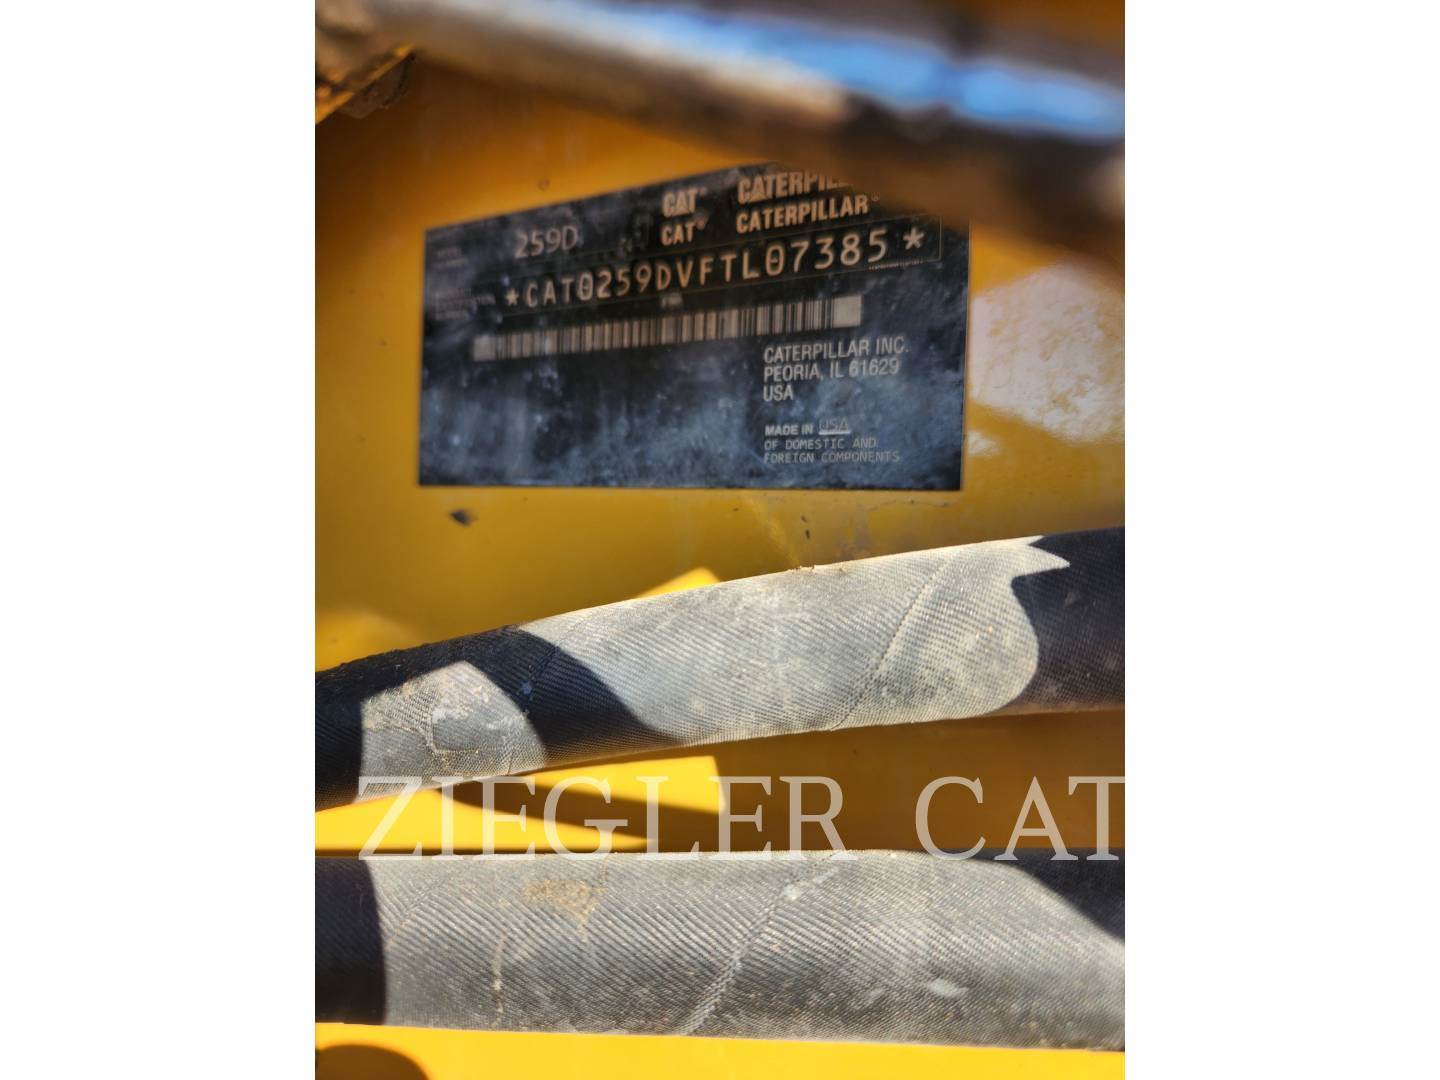 CAT CATERPILLAR
259D CAT CATERPILLAR
*CAT0259DVFTL07385*
CATERPILLAR INC.
PEORIA, IL 61629
USA
MADE IN USA
OF DOMESTIC AND
FOREIGN COMPONENTS
ZIEGLER CAT